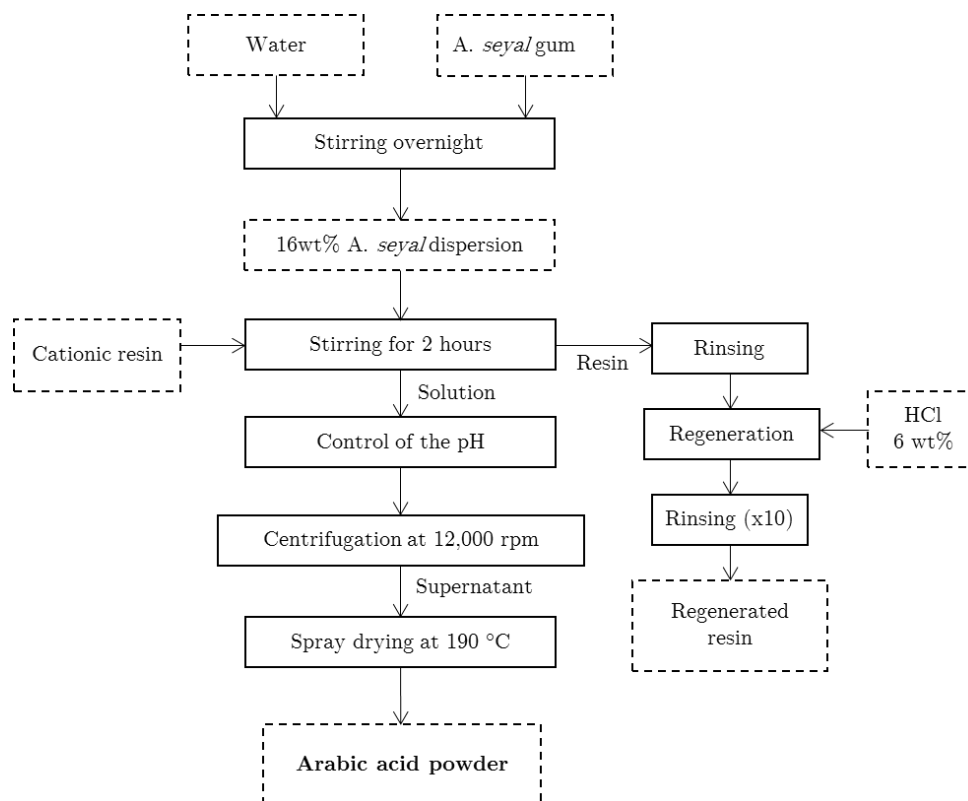 Water
A. seyal gum
Stirring overnight
16wt% A. seyal dispersion
Cationic resin
Stirring for 2 hours
Resin
Rinsing
Solution
Control of the pH
Regeneration
HCl
6 wt%
Centrifugation at 12,000 rpm
Rinsing (x10)
Supernatant
Spray drying at 190 °C
Regenerated
resin
Arabic acid powder